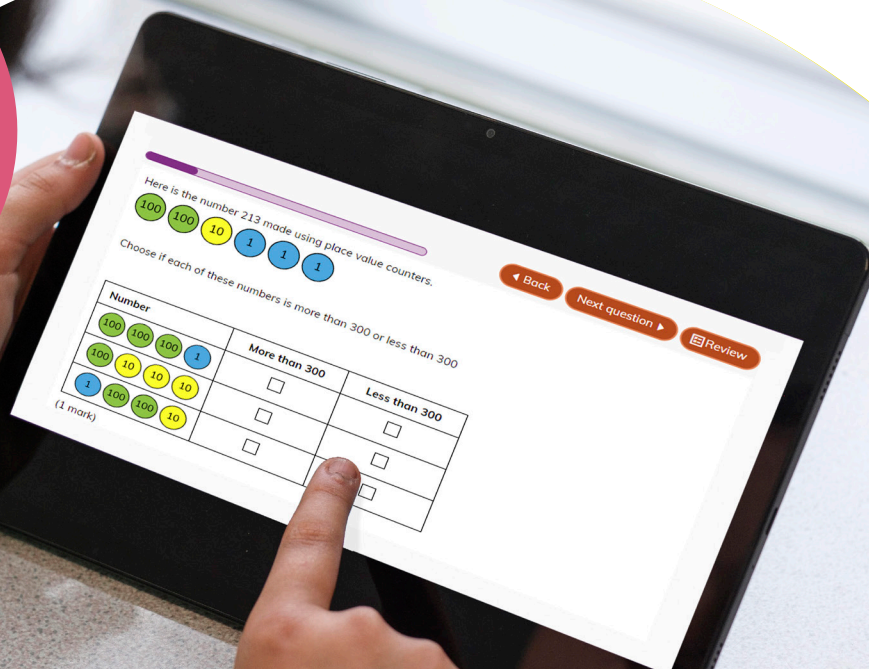 Here is the number 213 made using place value counters.
100 100 10 1 1 1
Choose if each of these numbers is more than 300 or less than 300
Number More than 300 Less than 300
100 100 100 1
100 10 10 10
1 100 100 10
(1 mark)
Back Next question Review